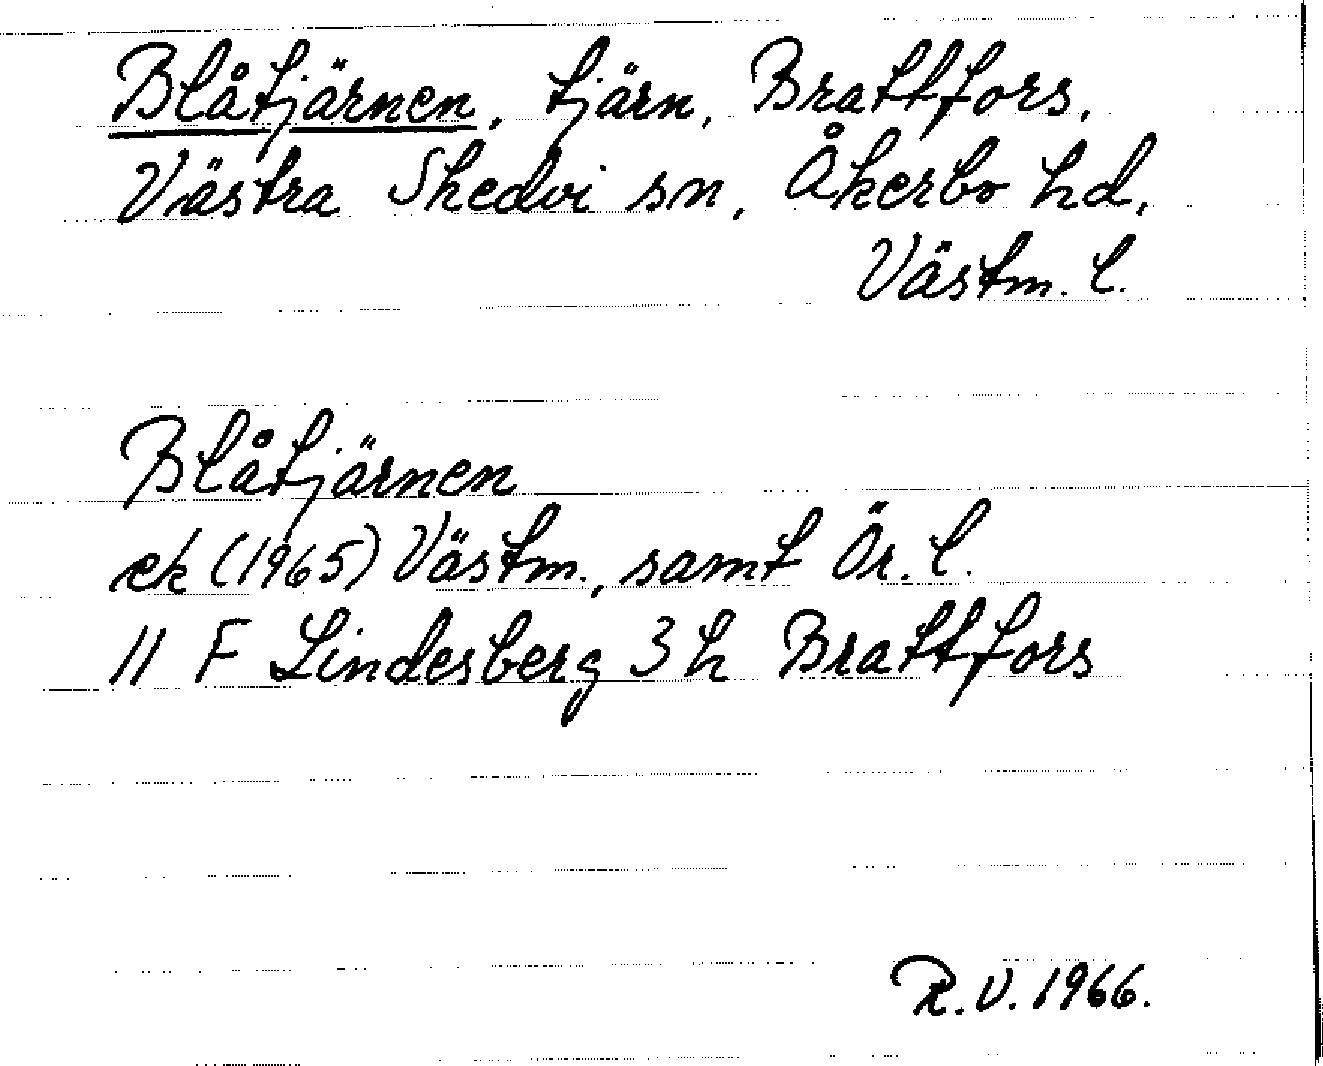 Blåtjärnen, tjärn, Brattfors,
Västra Skedvi sn, Åkerbo hd,
Västm. l.
Blåtjärnen
ek (1965) Västm., samt Ör. l.
11 F Lindesberg 3 h Brattfors
R.V. 1966.